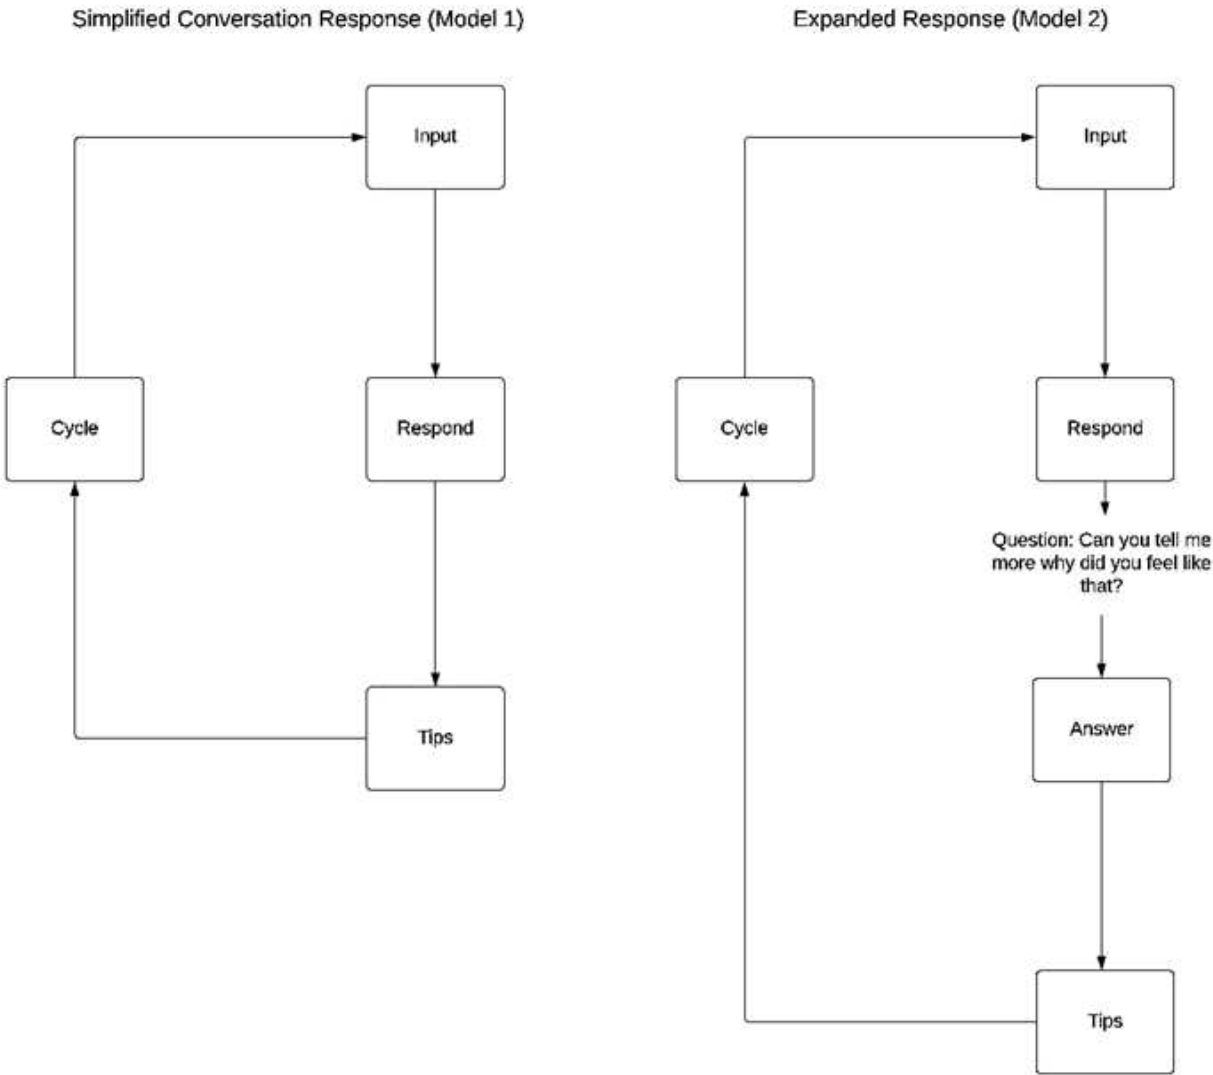 Simplified Conversation Response (Model 1)
Input
Cycle
Respond
Tips
Expanded Response (Model 2)
Input
Cycle
Respond
Question: Can you tell me
more why did you feel like
that?
Answer
Tips